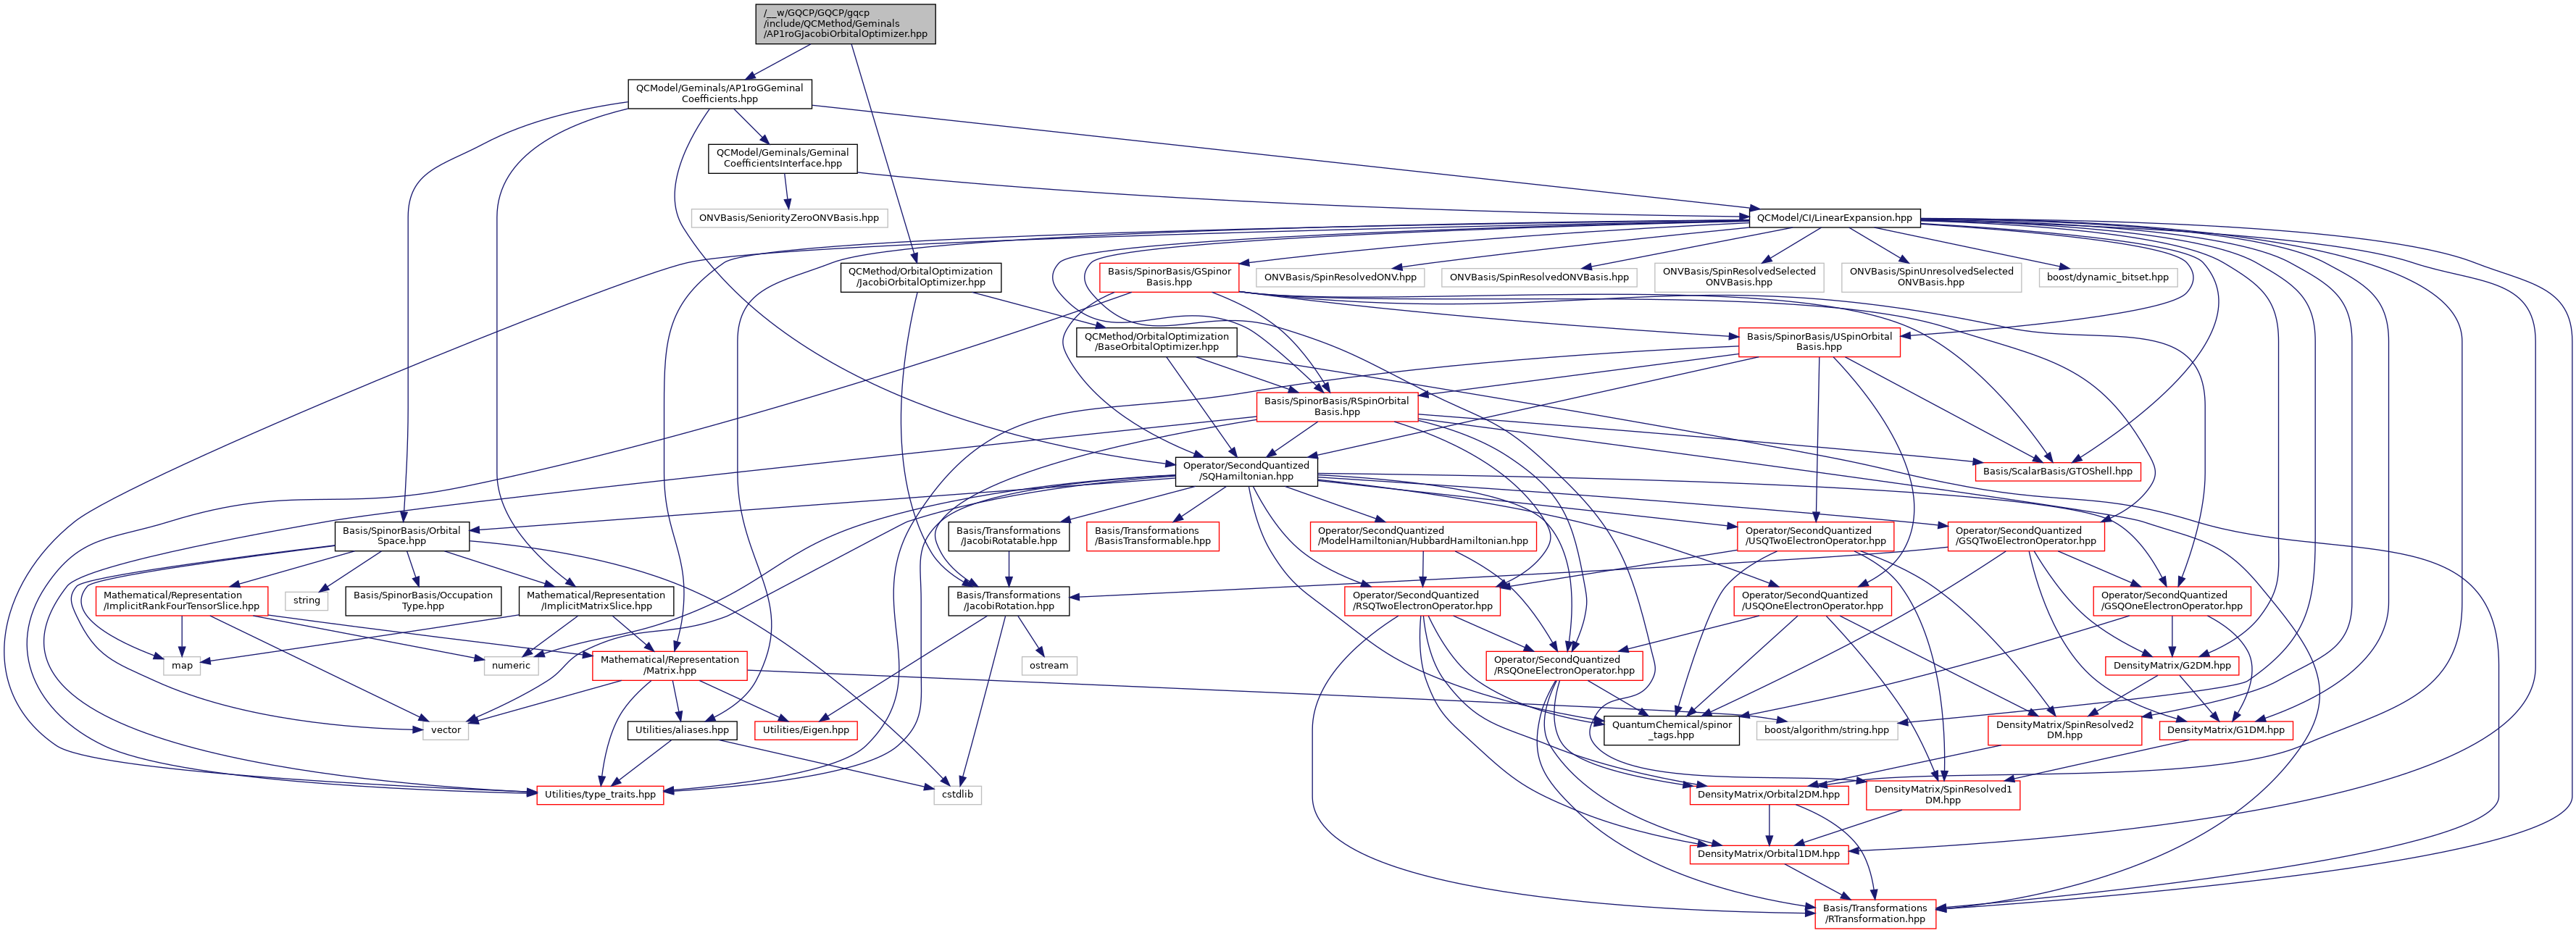 /__w/GQCP/GQCP/gqcp
/include/QCMethod/Geminals
/AP1roGJacobiOrbitalOptimizer.hpp
QCModel/Geminals/AP1roGGeminal
Coefficients.hpp
QCModel/Geminals/Geminal
CoefficientsInterface.hpp
ONVBasis/SeniorityZeroONVBasis.hpp
QCModel/CI/LinearExpansion.hpp
QCMethod/OrbitalOptimization
/JacobiOrbitalOptimizer.hpp
Basis/SpinorBasis/GSpinor
Basis.hpp
ONVBasis/SpinResolvedONV.hpp
ONVBasis/SpinResolvedONVBasis.hpp
ONVBasis/SpinResolvedSelected
ONVBasis.hpp
ONVBasis/SpinUnresolvedSelected
ONVBasis.hpp
boost/dynamic_bitset.hpp
QCMethod/OrbitalOptimization
/BaseOrbitalOptimizer.hpp
Basis/SpinorBasis/USpinOrbital
Basis.hpp
Basis/SpinorBasis/RSpinOrbital
Basis.hpp
Operator/SecondQuantized
/SQHamiltonian.hpp
Basis/ScalarBasis/GTOShell.hpp
Basis/SpinorBasis/Orbital
Space.hpp
Basis/Transformations
/JacobiRotatable.hpp
Basis/Transformations
/BasisTransformable.hpp
Operator/SecondQuantized
/ModelHamiltonian/HubbardHamiltonian.hpp
Operator/SecondQuantized
/USQTwoElectronOperator.hpp
Operator/SecondQuantized
/GSQTwoElectronOperator.hpp
Mathematical/Representation
/ImplicitRankFourTensorSlice.hpp
string
Basis/SpinorBasis/Occupation
Type.hpp
Mathematical/Representation
/ImplicitMatrixSlice.hpp
Basis/Transformations
/JacobiRotation.hpp
Operator/SecondQuantized
/RSQTwoElectronOperator.hpp
Operator/SecondQuantized
/USQOneElectronOperator.hpp
Operator/SecondQuantized
/GSQOneElectronOperator.hpp
map
numeric
Mathematical/Representation
/Matrix.hpp
ostream
Operator/SecondQuantized
/RSQOneElectronOperator.hpp
DensityMatrix/G2DM.hpp
vector
Utilities/aliases.hpp
Utilities/Eigen.hpp
QuantumChemical/spinor
_tags.hpp
boost/algorithm/string.hpp
DensityMatrix/SpinResolved2
DM.hpp
DensityMatrix/G1DM.hpp
Utilities/type_traits.hpp
cstdlib
DensityMatrix/Orbital2DM.hpp
DensityMatrix/SpinResolved1
DM.hpp
DensityMatrix/Orbital1DM.hpp
Basis/Transformations
/RTransformation.hpp